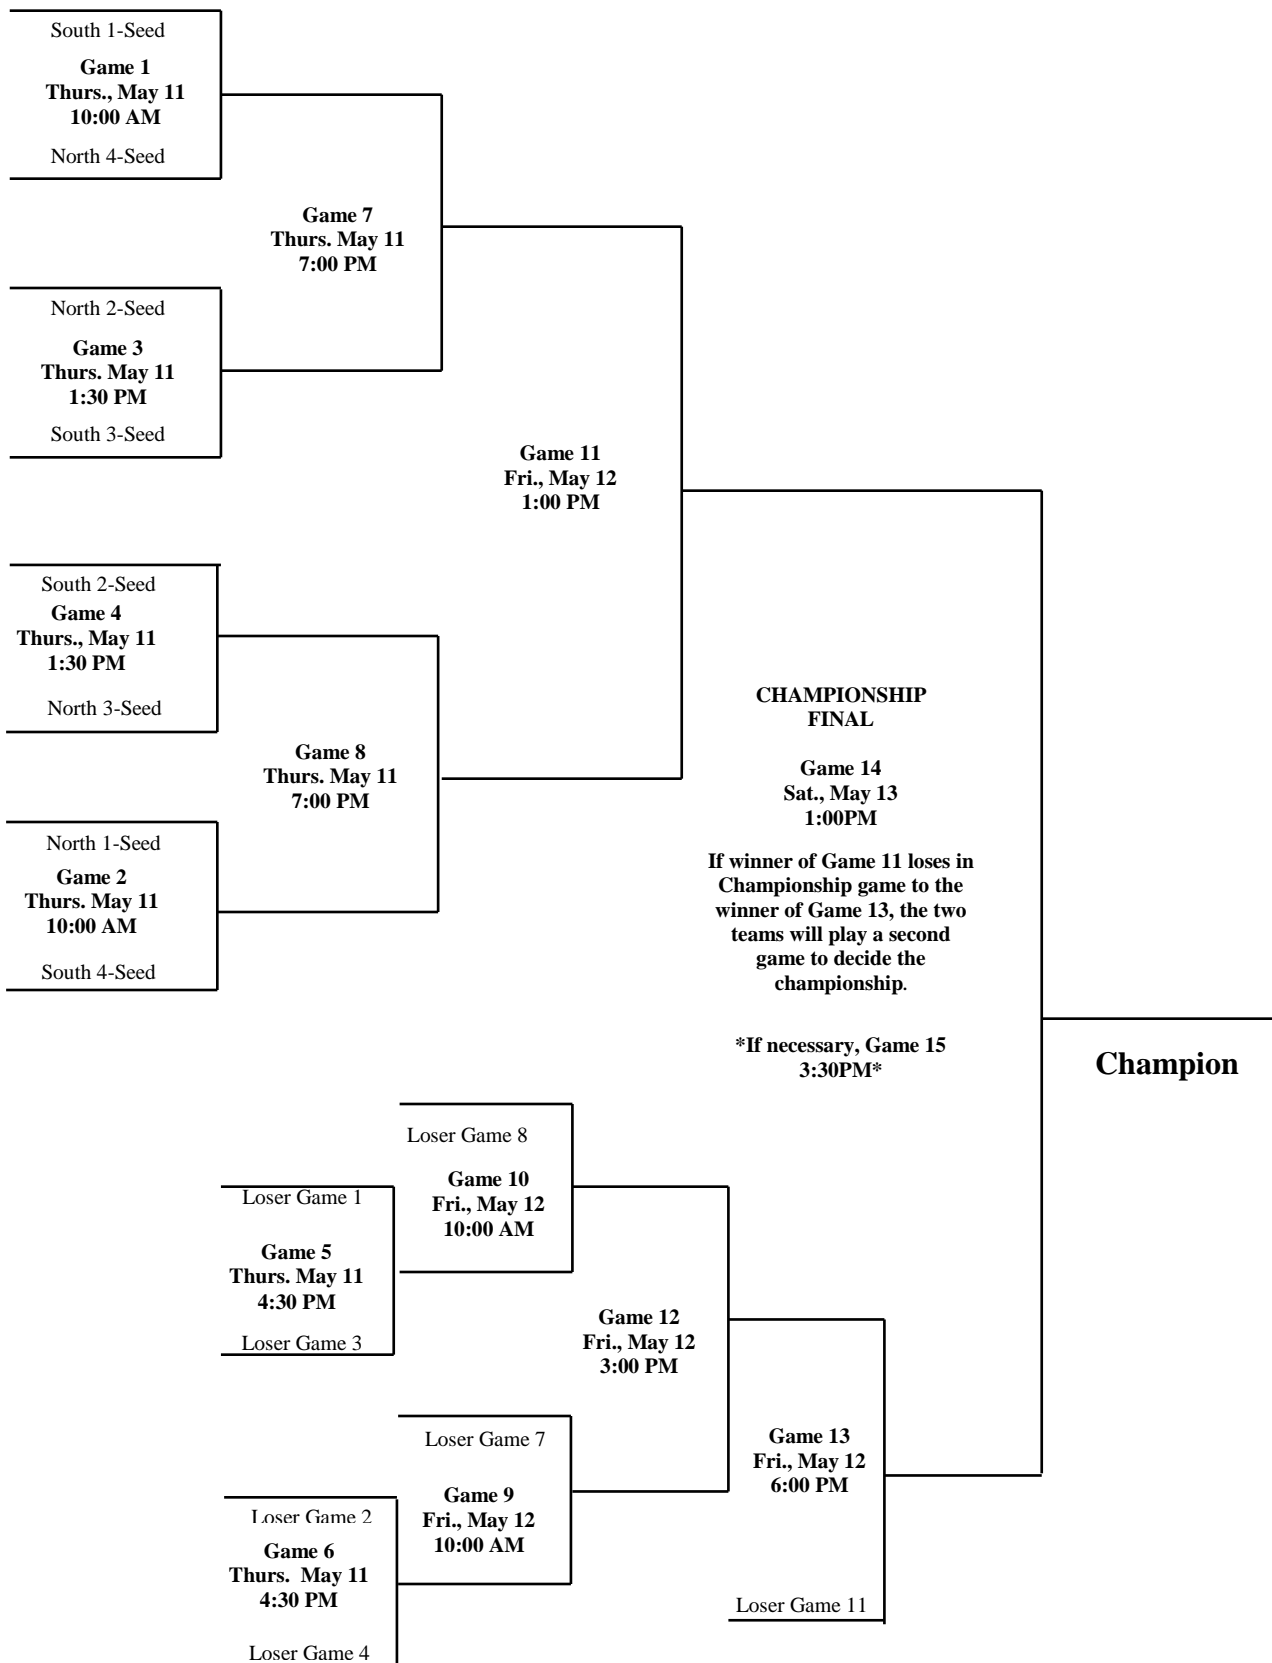 South 1-Seed
Game 1
Thurs., May 11
10:00 AM
North 4-Seed
Game 7
Thurs. May 11
7:00 PM
North 2-Seed
Game 3
Thurs. May 11
1:30 PM
South 3-Seed
Game 11
Fri., May 12
1:00 PM
South 2-Seed
Game 4
Thurs., May 11
1:30 PM
North 3-Seed
Game 8
Thurs. May 11
7:00 PM
North 1-Seed
Game 2
Thurs. May 11
10:00 AM
South 4-Seed
CHAMPIONSHIP
FINAL
Game 14
Sat., May 13
1:00PM
If winner of Game 11 loses in
Championship game to the
winner of Game 13, the two
teams will play a second
game to decide the
championship.
*If necessary, Game 15
3:30PM*
Champion
Loser Game 8
Game 10
Fri., May 12
10:00 AM
Loser Game 1
Game 5
Thurs. May 11
4:30 PM
Loser Game 3
Game 12
Fri., May 12
3:00 PM
Loser Game 7
Game 9
Fri., May 12
10:00 AM
Loser Game 2
Game 6
Thurs. May 11
4:30 PM
Loser Game 4
Game 13
Fri., May 12
6:00 PM
Loser Game 11